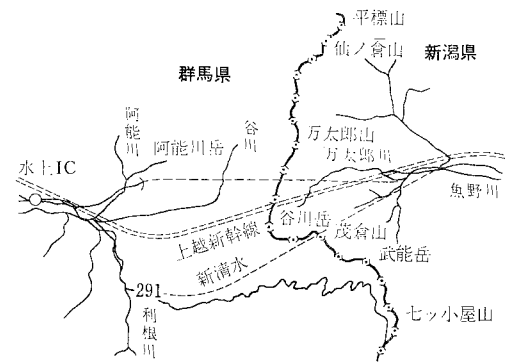 平標山
仙ノ倉山
新潟県
群馬県
阿能川
阿能川岳
谷川
万太郎山
万太郎川
水上IC
魚野川
谷川岳
茂倉山
上越新幹線
武能岳
新清水
291
利根川
七ッ小屋山